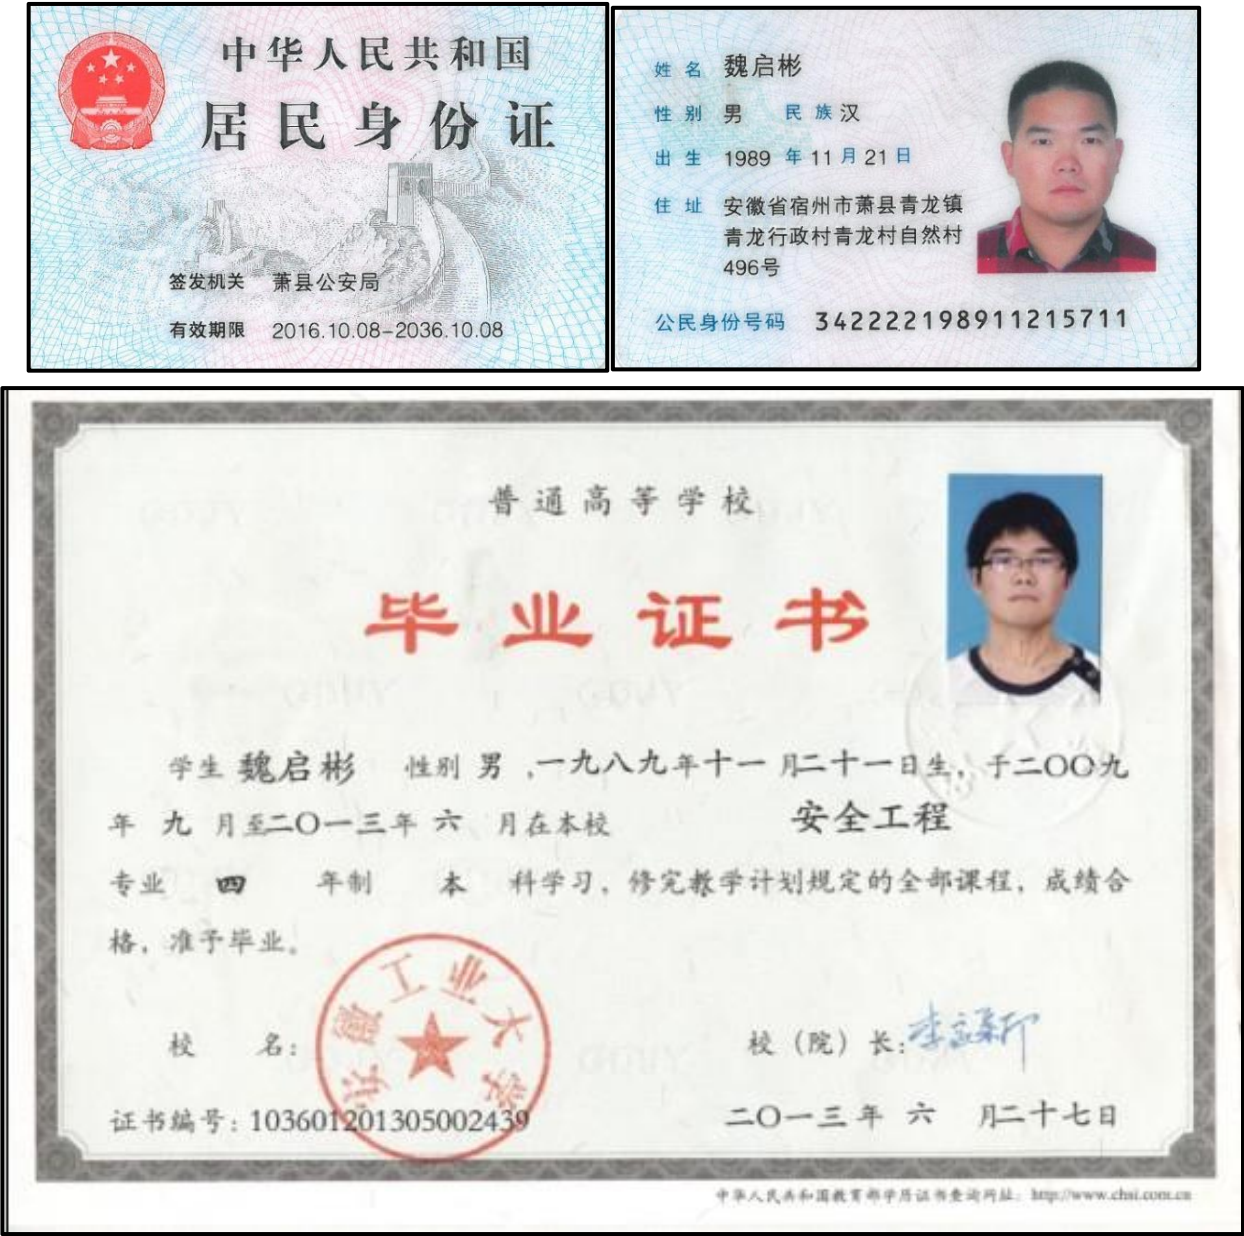 中华人民共和国
居民身份证
签发机关 萧县公安局
有效期限 2016.10.08-2036.10.08
姓名 魏启彬
性别 男 民族 汉
出生 1989 年 11 月 21 日
住址 安徽省宿州市萧县青龙镇
青龙行政村青龙村自然村
496号
公民身份号码 342222198911215711
普通高等学校
毕业证书
学生 魏启彬 性别 男 ,一九八九年十一月二十一日生，于二〇〇九
年 九 月至二〇一三年 六 月在本校 安全工程
专业 四 年制 本 科学习，修完教学计划规定的全部课程，成绩合
格，准予毕业。
安徽工业大学
校 名：
校（院）长：
证书编号：103601201305002439
二〇一三年 六 月二十七日
中华人民共和国教育部学历证书查询网址：http://www.chsi.com.cn